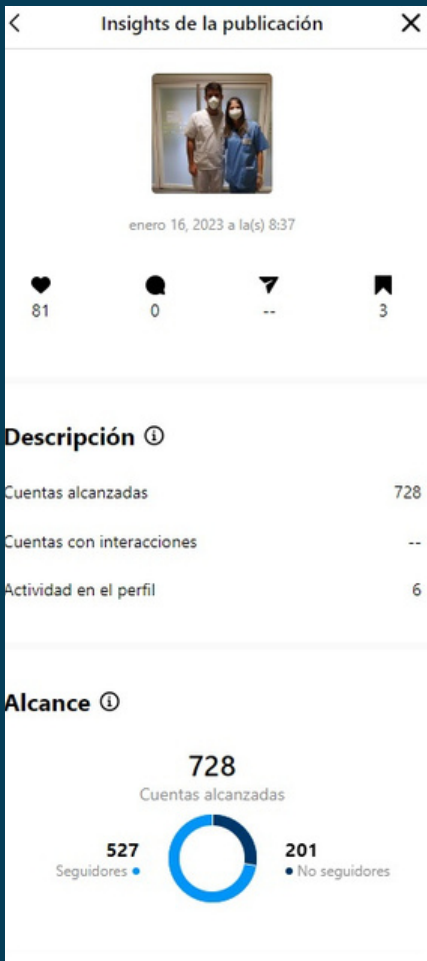 Insights de la publicación
enero 16, 2023 a la(s) 8:37
81 0 -- 3
Descripción
Cuentas alcanzadas 728
Cuentas con interacciones --
Actividad en el perfil 6
Alcance
728
Cuentas alcanzadas
527 201
Seguidores No seguidores